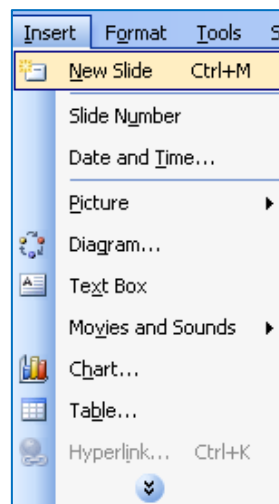 Insert Format Tools S
New Slide Ctrl+M
Slide Number
Date and Time...
Picture
Diagram...
Text Box
Movies and Sounds
Chart...
Table...
Hyperlink... Ctrl+K